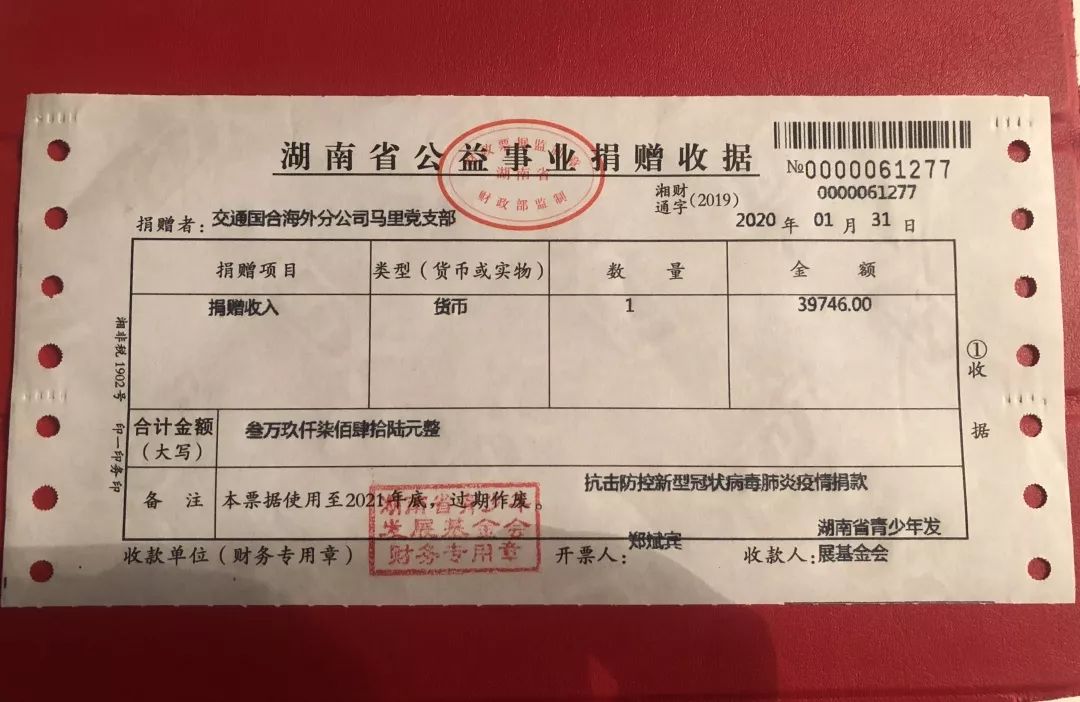 湖南省公益事业捐赠收据
湖南省
财政部监制
№0000061277
0000061277
湘财
通字(2019)
捐赠者:交通国合海外分公司马里党支部
2020 年 01 月 31 日
捐赠项目 类型(货币或实物) 数 量 金 额
捐赠收入 货币 1 39746.00
合计金额
(大写)
叁万玖仟柒佰肆拾陆元整
备 注
抗击防控新型冠状病毒肺炎疫情捐款
本票据使用至2021年底,过期作废。
湖南省青少年
发展基金会
财务专用章
收款单位(财务专用章)
开票人:郑斌宾
收款人:湖南省青少年发
展基金会
①收
据
湘非税 1902号 印一印务印